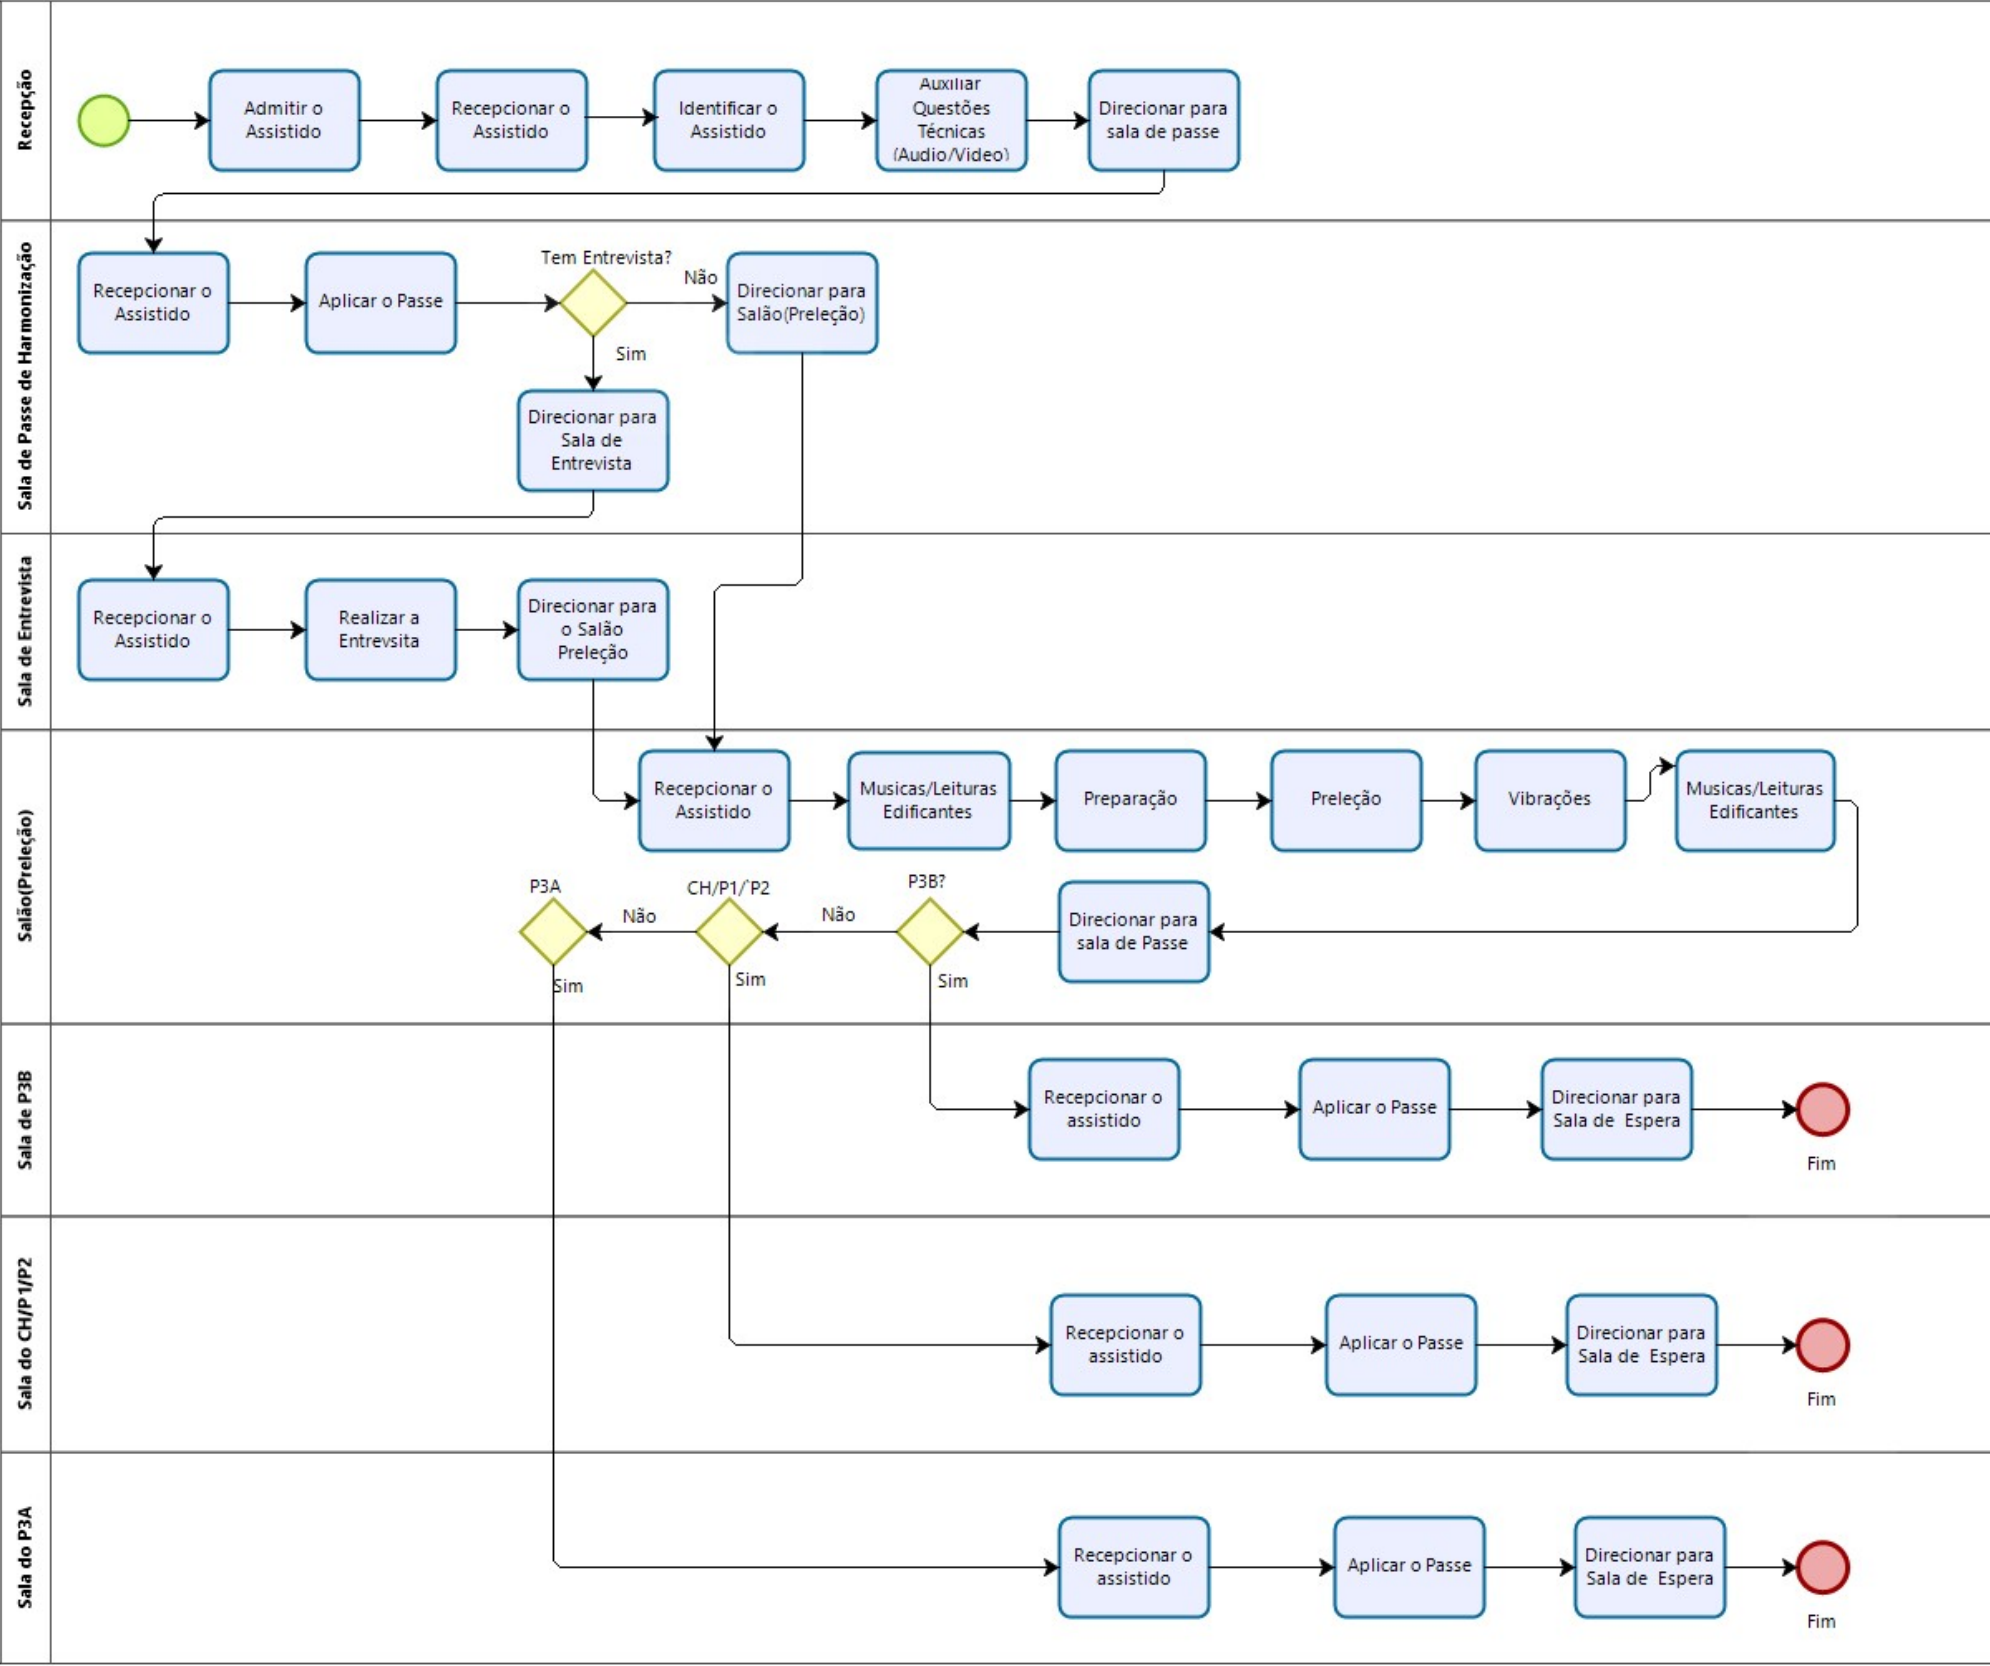 Recepção
Admitir o
Assistido
Recepcionar o
Assistido
Identificar o
Assistido
Auxiliar
Questões
Técnicas
(Audio/Video)
Direcionar para
sala de passe
Sala de Passe de Harmonização
Recepcionar o
Assistido
Aplicar o Passe
Tem Entrevista?
Não
Sim
Direcionar para
Salão(Preleção)
Direcionar para
Sala de
Entrevista
Sala de Entrevista
Recepcionar o
Assistido
Realizar a
Entrevsita
Direcionar para
o Salão
Preleção
Salão(Preleção)
Recepcionar o
Assistido
Musicas/Leituras
Edificantes
Preparação
Preleção
Vibrações
Musicas/Leituras
Edificantes
Direcionar para
sala de Passe
P3B?
Não
Sim
CH/P1/`P2
Não
Sim
P3A
Sim
Sala de P3B
Recepcionar o
assistido
Aplicar o Passe
Direcionar para
Sala de  Espera
Fim
Sala do CH/P1/P2
Recepcionar o
assistido
Aplicar o Passe
Direcionar para
Sala de  Espera
Fim
Sala do P3A
Recepcionar o
assistido
Aplicar o Passe
Direcionar para
Sala de  Espera
Fim